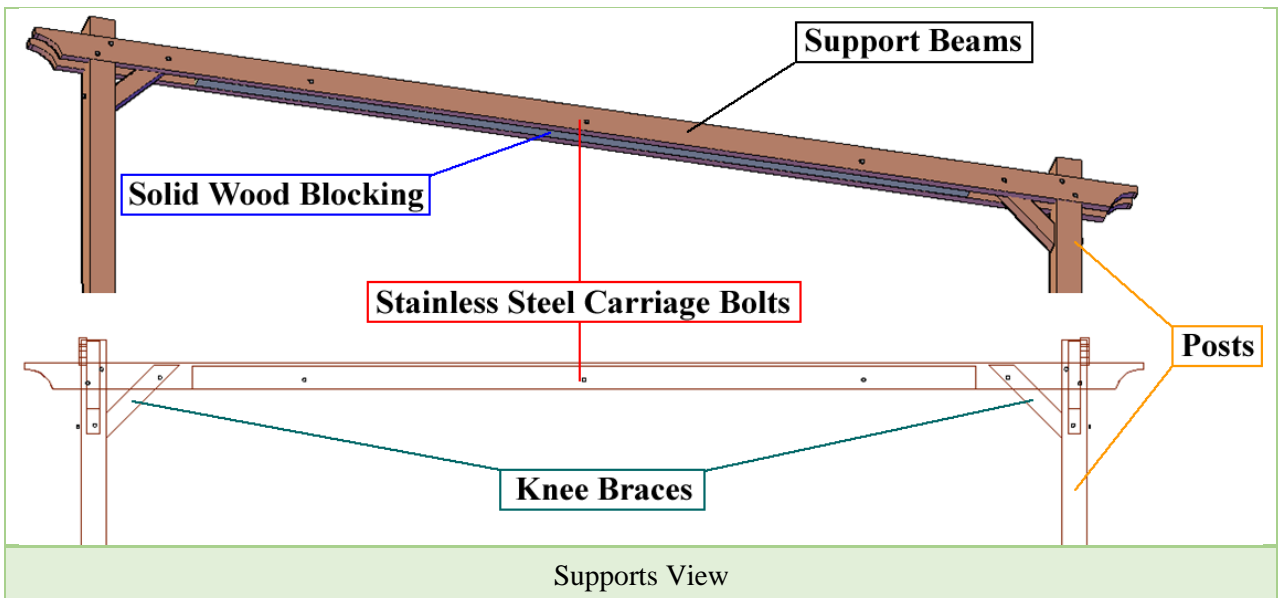 Support Beams
Solid Wood Blocking
Stainless Steel Carriage Bolts
Posts
Knee Braces
Supports View